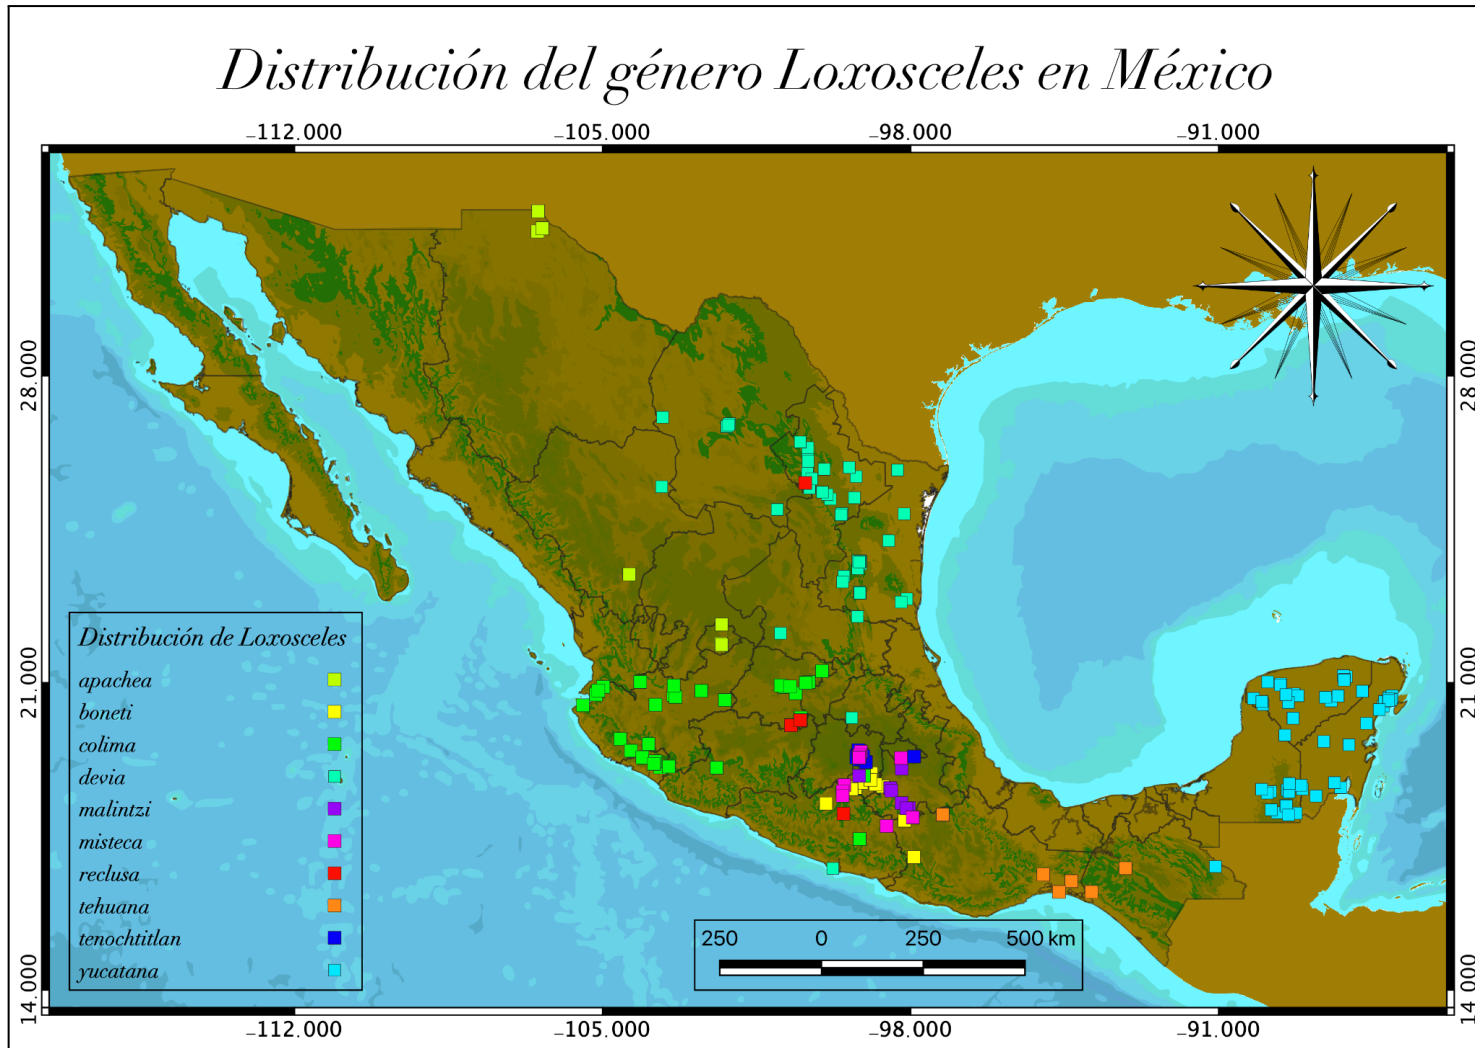 Distribución del género Loxosceles en México
−112.000 −105.000 −98.000 −91.000
28.000 28.000
21.000 21.000
14.000 14.000
Distribución de Loxosceles
apachea
boneti
colima
devia
malintzi
misteca
reclusa
tehuana
tenochtitlan
yucatana
250 0 250 500 km
−112.000 −105.000 −98.000 −91.000